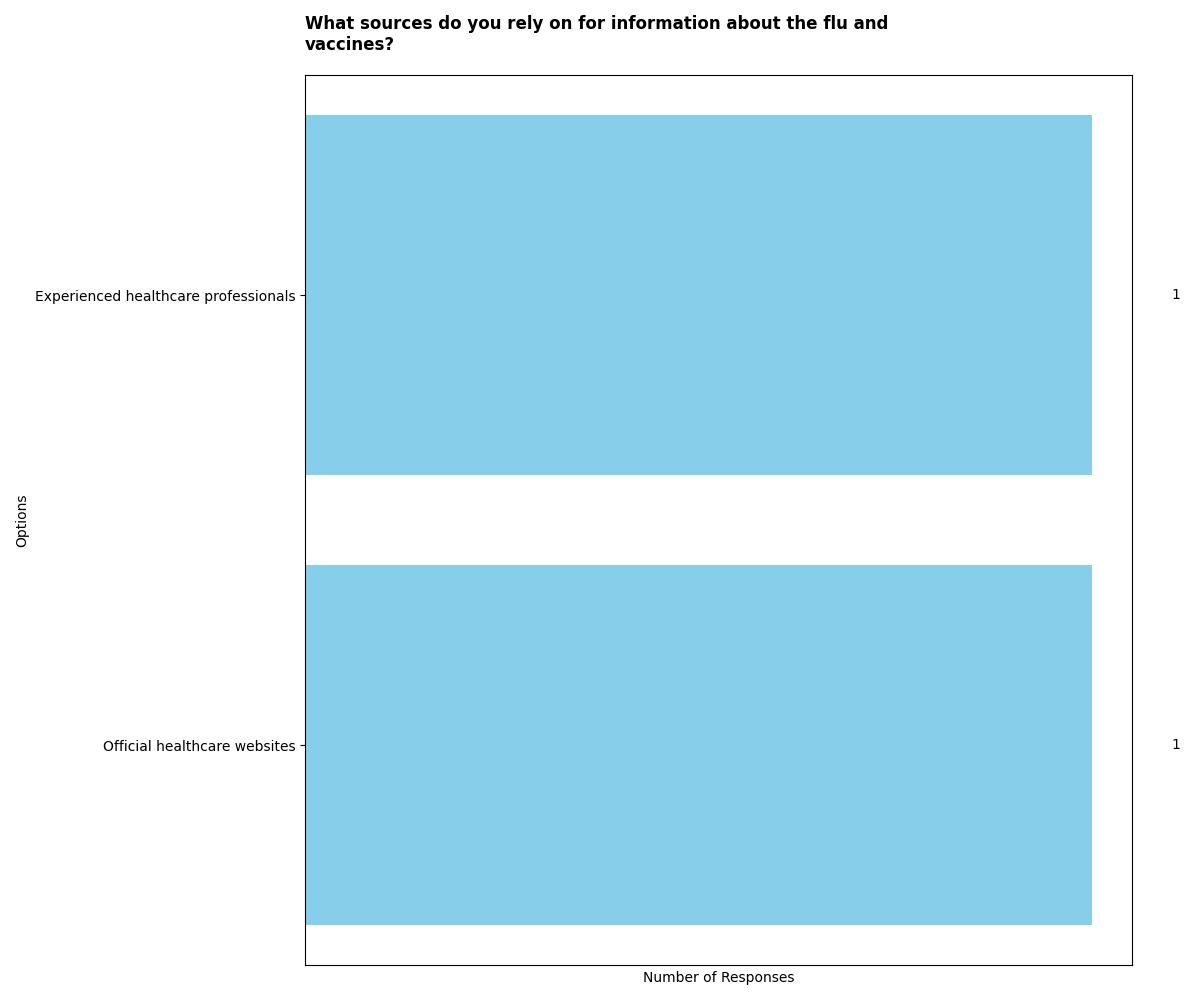 What sources do you rely on for information about the flu and
vaccines?
Experienced healthcare professionals
1
Options
Official healthcare websites
1
Number of Responses